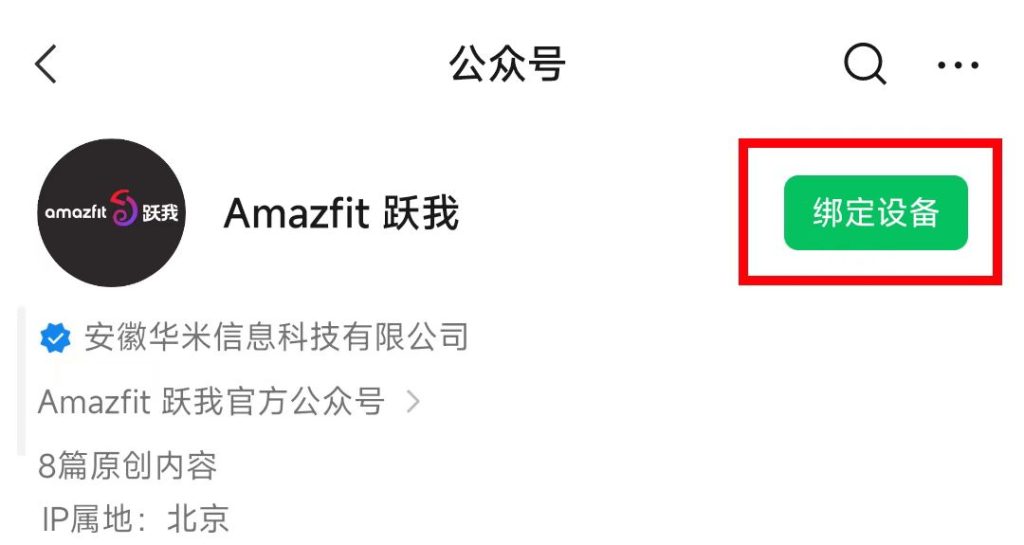 公众号
amazfit 跃我
Amazfit 跃我
绑定设备
安徽华米信息科技有限公司
Amazfit 跃我官方公众号
8篇原创内容
IP属地：北京